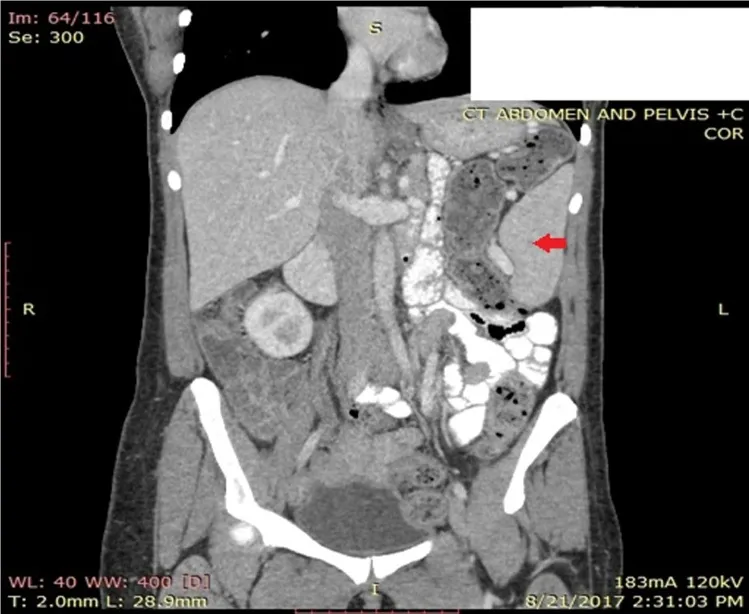 Im: 64/116
Se: 300
S
CT ABDOMEN AND PELVIS +C
COR
R
L
WL: 40 WW: 400 [D]
T: 2.0mm L: 28.9mm
I
183mA 120kV
8/21/2017 2:31:03 PM